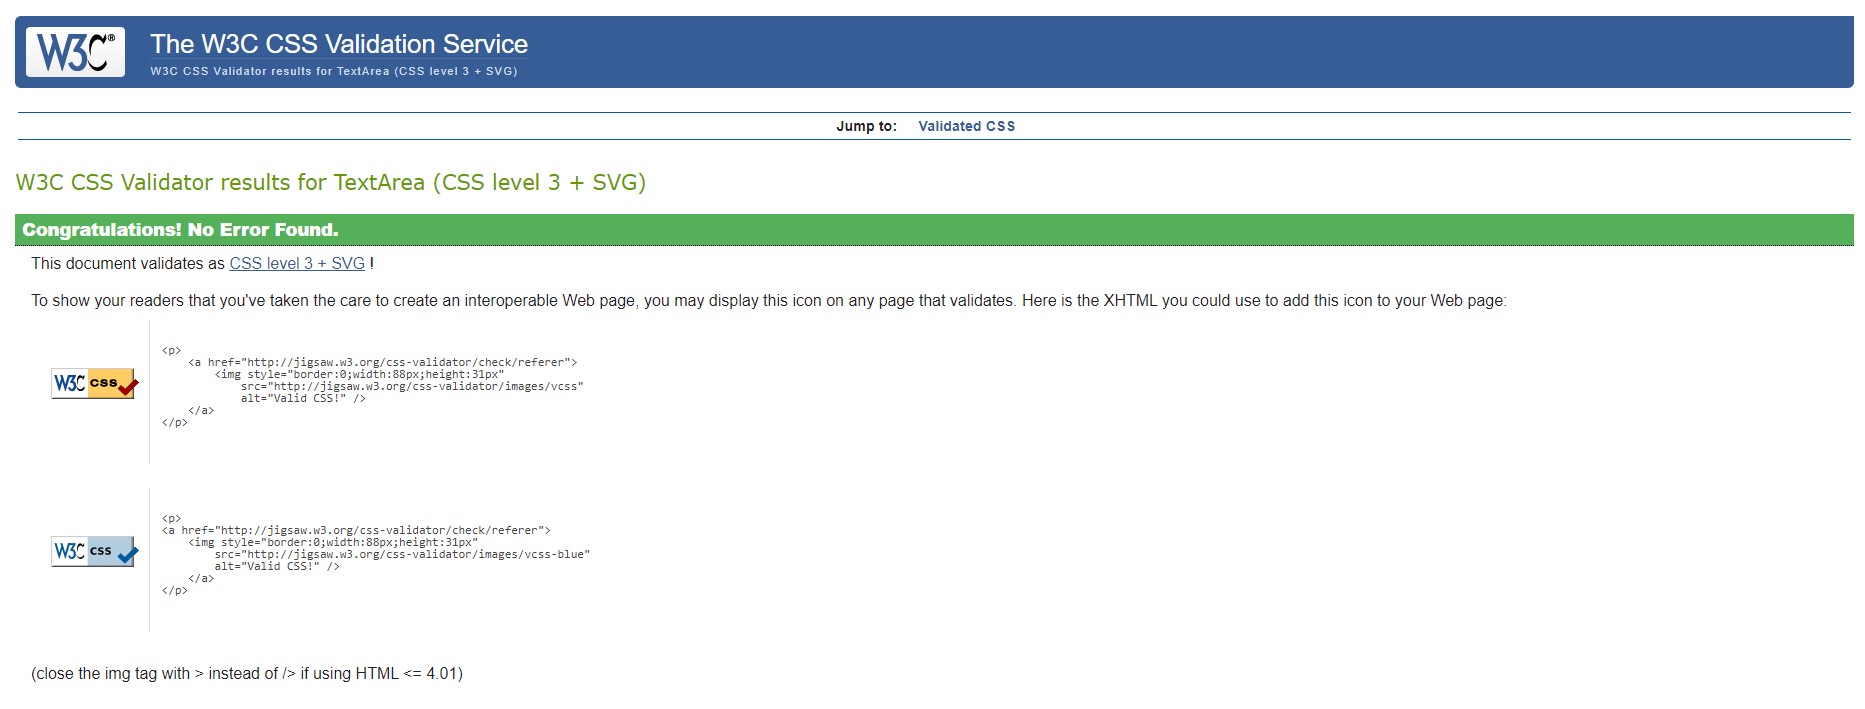 W3C® The W3C CSS Validation Service
W3C CSS Validator results for TextArea (CSS level 3 + SVG)
Jump to: Validated CSS
W3C CSS Validator results for TextArea (CSS level 3 + SVG)
Congratulations! No Error Found.
This document validates as CSS level 3 + SVG !
To show your readers that you've taken the care to create an interoperable Web page, you may display this icon on any page that validates. Here is the XHTML you could use to add this icon to your Web page:
W3C css
<p>
<a href="http://jigsaw.w3.org/css-validator/check/referer">
<img style="border:0;width:88px;height:31px"
src="http://jigsaw.w3.org/css-validator/images/vcss"
alt="Valid CSS!" />
</a>
</p>
W3C css
<p>
<a href="http://jigsaw.w3.org/css-validator/check/referer">
<img style="border:0;width:88px;height:31px"
src="http://jigsaw.w3.org/css-validator/images/vcss-blue"
alt="Valid CSS!" />
</a>
</p>
(close the img tag with > instead of /> if using HTML <= 4.01)